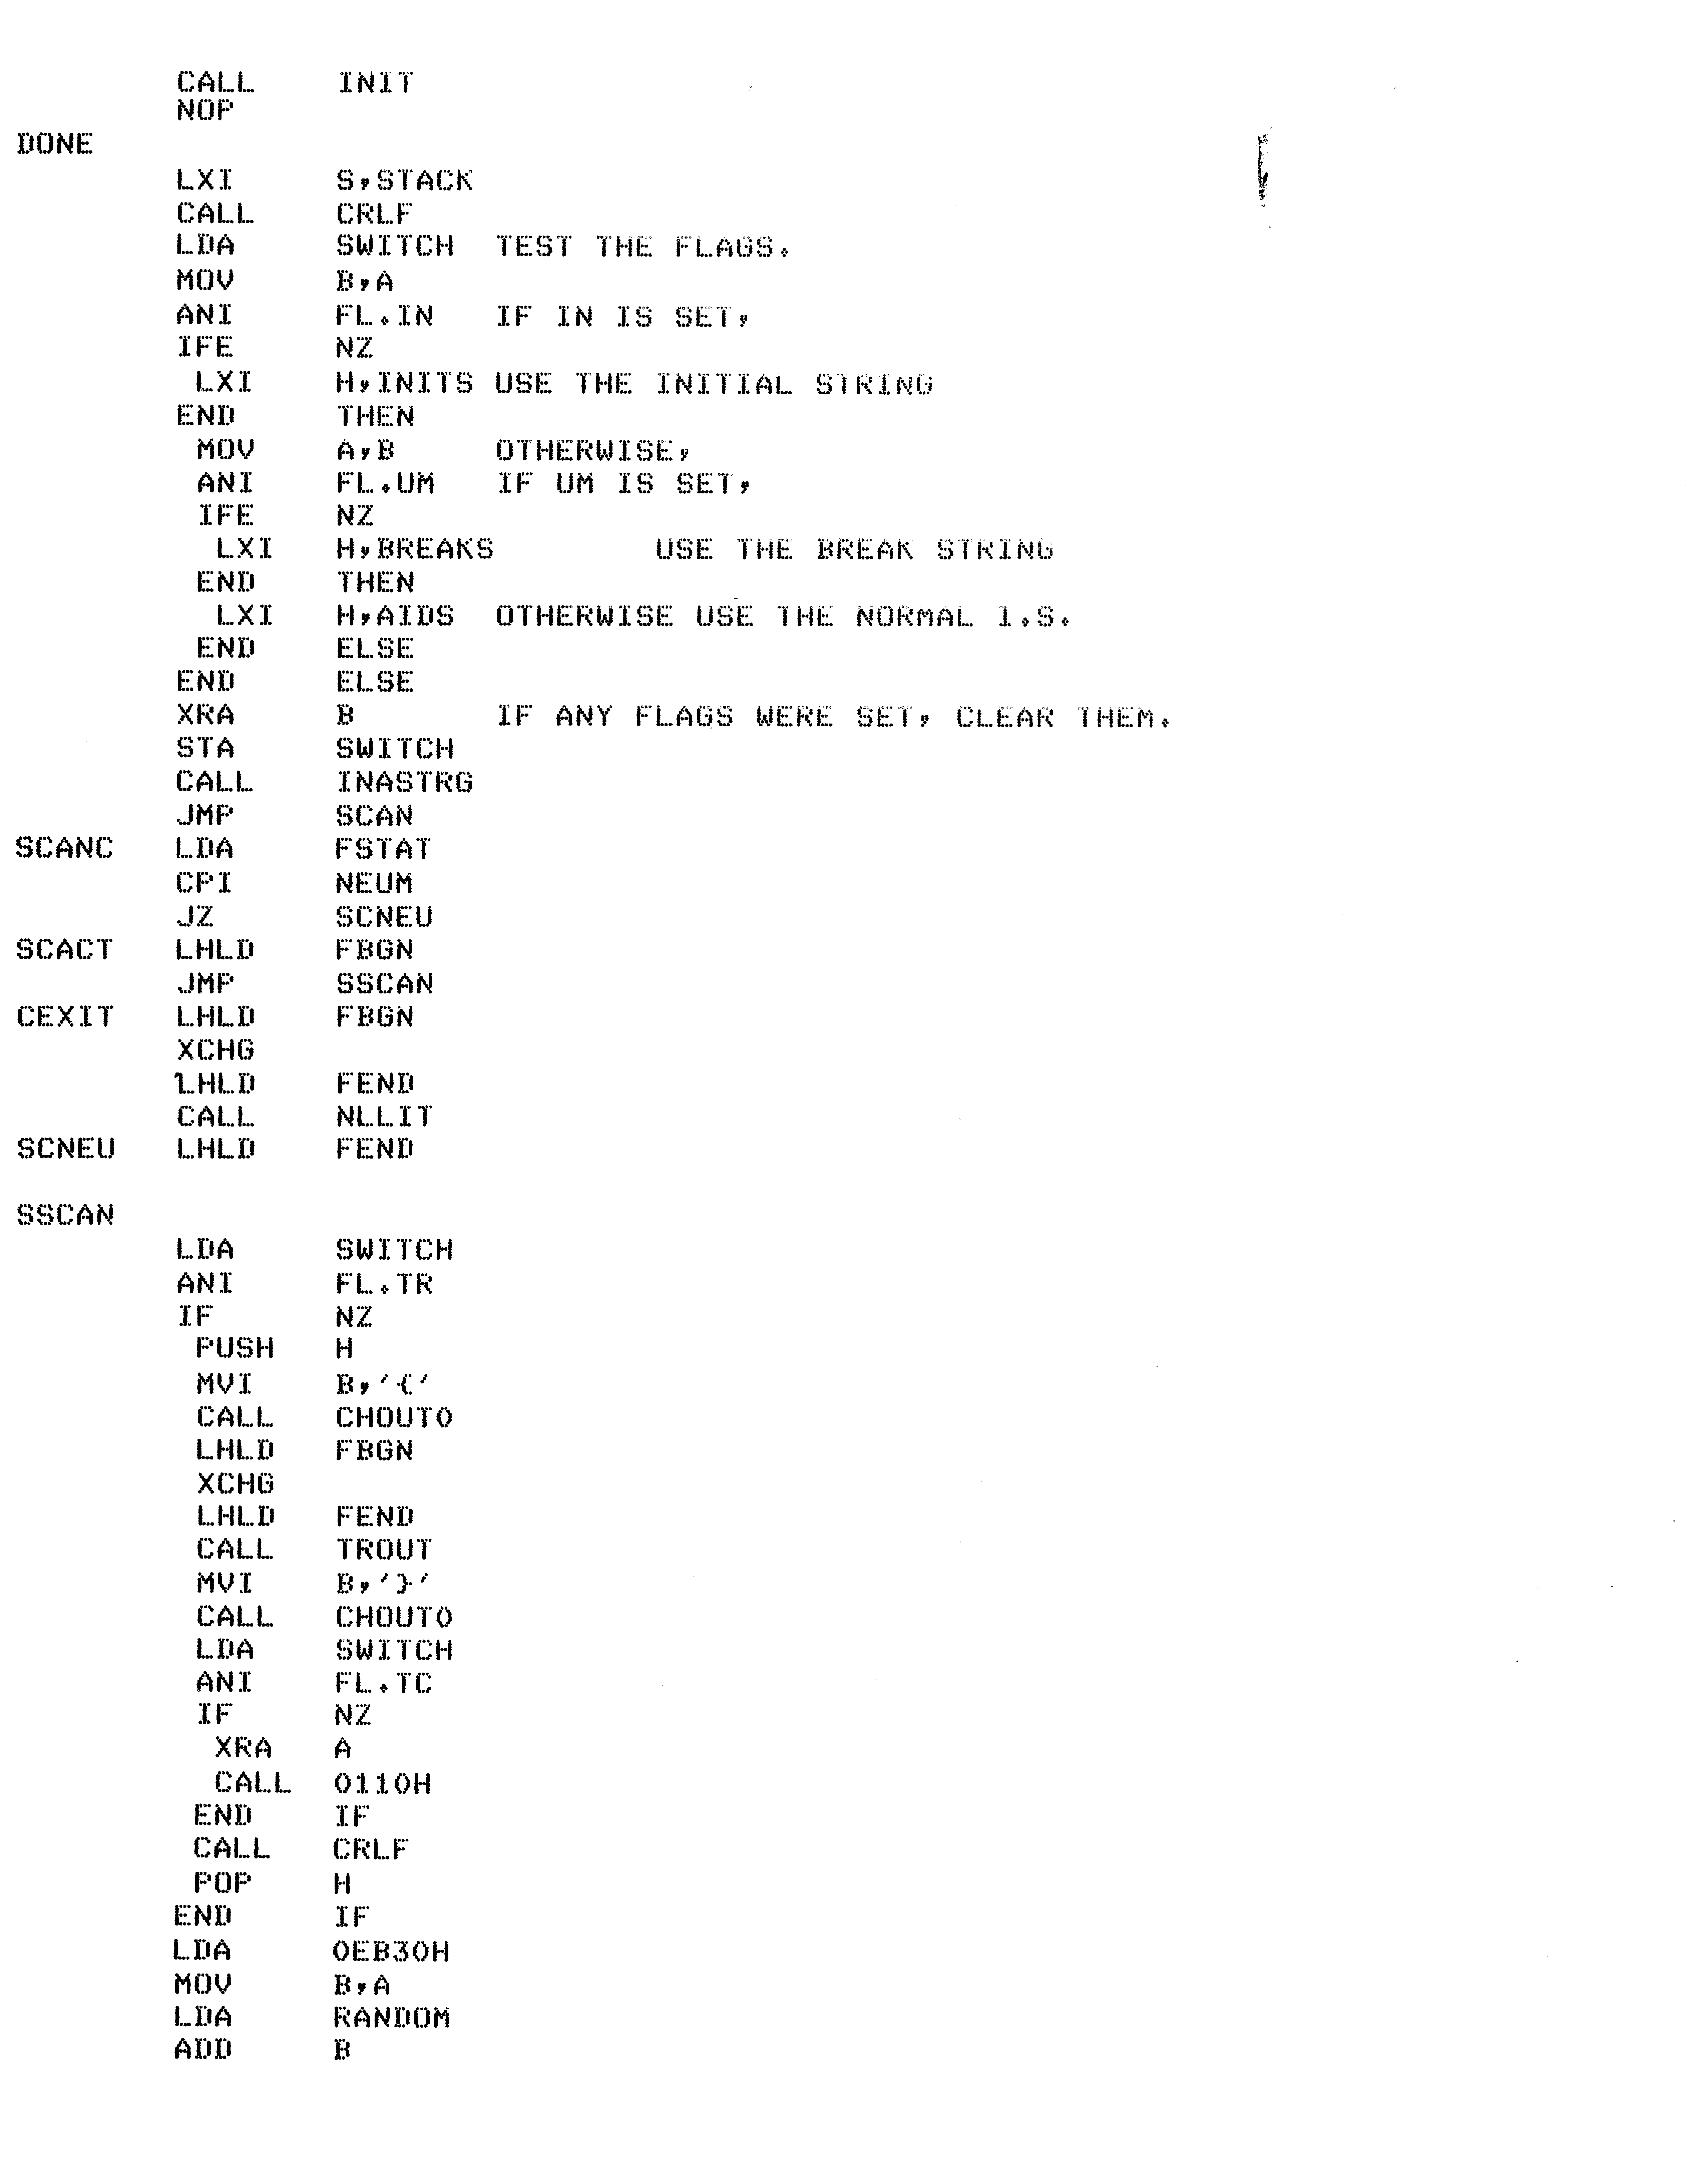 CALL    INIT
        NOP
DONE
        LXI     S,STACK
        CALL    CRLF
        LDA     SWITCH  TEST THE FLAGS.
        MOV     B,A
        ANI     FL.IN   IF IN IS SET,
        IFE     NZ
         LXI    H,INITS USE THE INITIAL STRING
        END     THEN
         MOV    A,B     OTHERWISE,
         ANI    FL.UM   IF UM IS SET,
         IFE    NZ
          LXI   H,BREAKS        USE THE BREAK STRING
         END    THEN
          LXI   H,AIDS  OTHERWISE USE THE NORMAL I.S.
         END    ELSE
        END     ELSE
        XRA     B       IF ANY FLAGS WERE SET, CLEAR THEM.
        STA     SWITCH
        CALL    INASTRG
        JMP     SCAN
SCANC   LDA     FSTAT
        CPI     NEUM
        JZ      SCNEU
SCACT   LHLD    FBGN
        JMP     SSCAN
CEXIT   LHLD    FBGN
        XCHG
        LHLD    FEND
        CALL    NLLIT
SCNEU   LHLD    FEND

SSCAN
        LDA     SWITCH
        ANI     FL.TR
        IF      NZ
         PUSH   H
         MVI    B,'{'
         CALL   CHOUTO
         LHLD   FBGN
         XCHG
         LHLD   FEND
         CALL   TROUT
         MVI    B,'}'
         CALL   CHOUTO
         LDA    SWITCH
         ANI    FL.TC
         IF     NZ
          XRA   A
          CALL  0110H
         END    IF
         CALL   CRLF
         POP    H
        END     IF
        LDA     0EB30H
        MOV     B,A
        LDA     RANDOM
        ADD     B